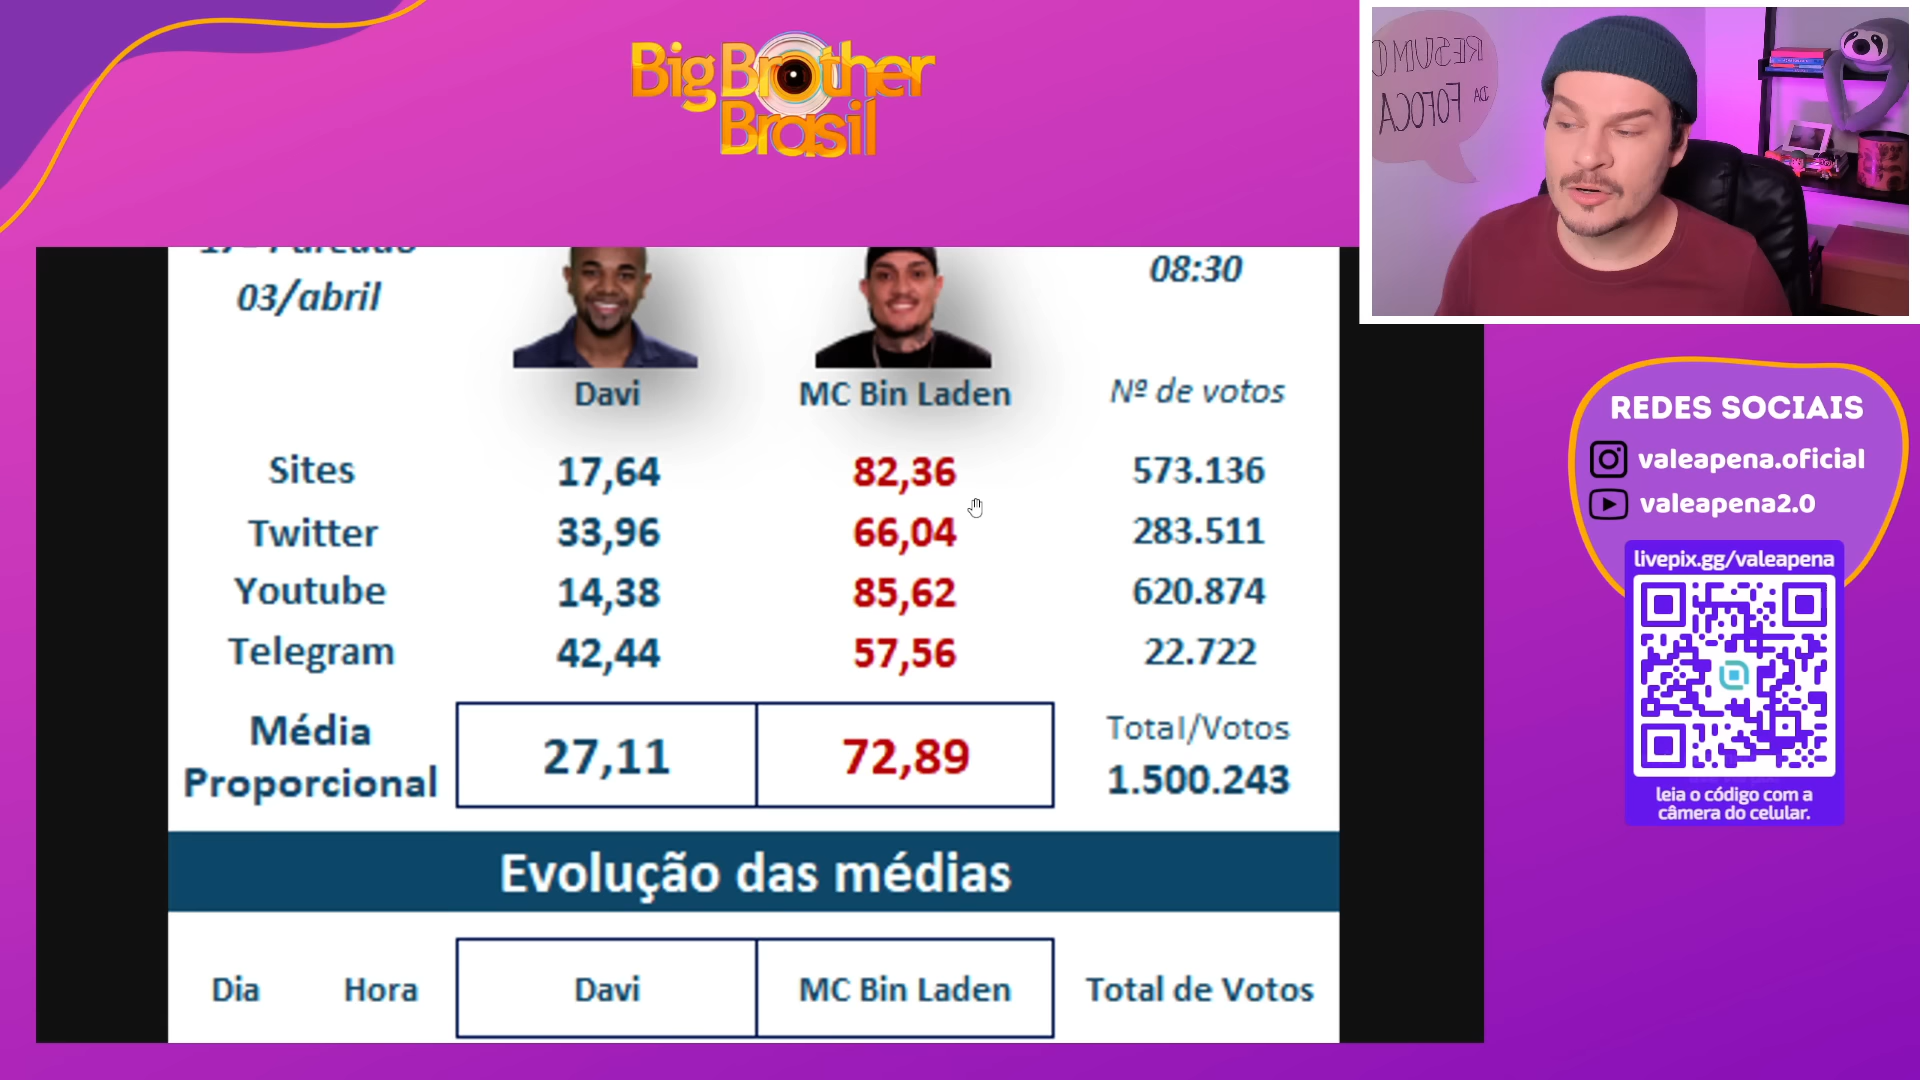 Big Brother
Brasil
RESUMO
DA
FOFOCA
03/abril
08:30
Davi
MC Bin Laden
Nº de votos
Sites
17,64
82,36
573.136
Twitter
33,96
66,04
283.511
Youtube
14,38
85,62
620.874
Telegram
42,44
57,56
22.722
Média
Proporcional
27,11
72,89
Total/Votos
1.500.243
Evolução das médias
Dia
Hora
Davi
MC Bin Laden
Total de Votos
REDES SOCIAIS
valeapena.oficial
valeapena2.0
livepix.gg/valeapena
leia o código com a
câmera do celular.